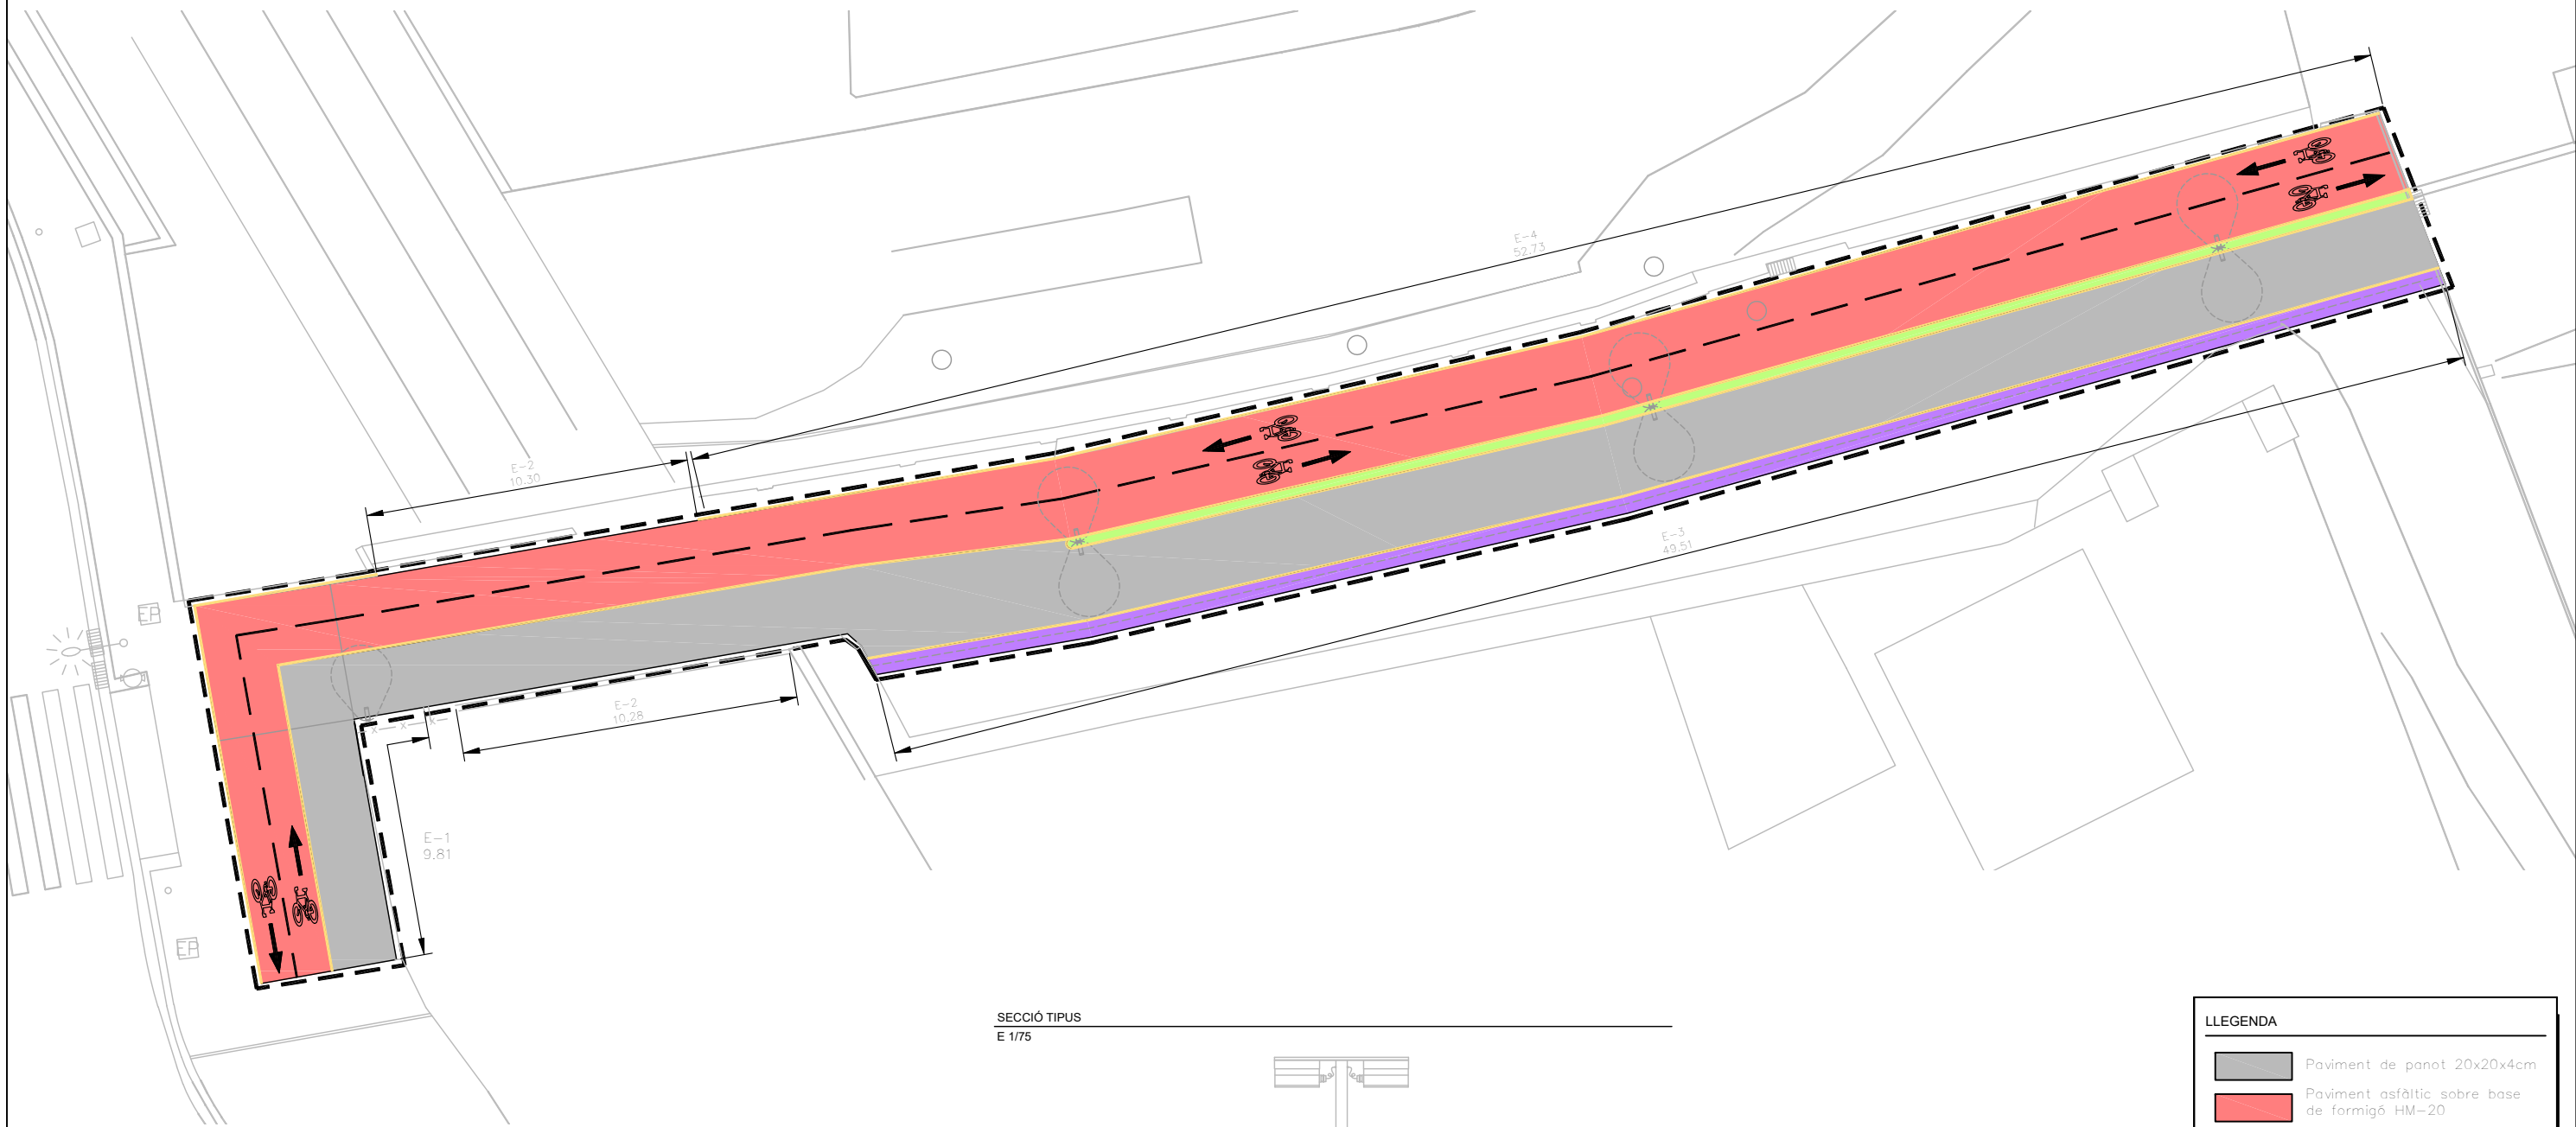 E-4
52.73
E-2
10.30
E-3
49.51
EP
E-2
10.28
E-1
9.81
EP
SECCIÓ TIPUS
E 1/75
LLEGENDA
Paviment de panot 20x20x4cm
Paviment asfàltic sobre base
de formigó HM-20